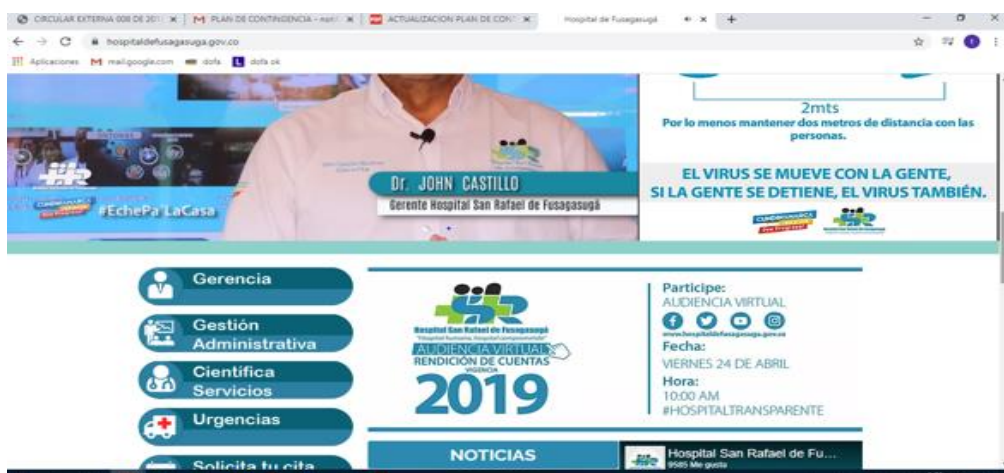 CIRCULAR EXTERNA 008 DE 201
PLAN DE CONTINGENCIA - 
ACTUALIZACION PLAN DE CON
Hospital de Fusagasugá
hospitaldefusagasuga.gov.co
Aplicaciones
mail.google.com
dofa
dofa ok
2mts
Por lo menos mantener dos metros de distancia con las
personas.
EL VIRUS SE MUEVE CON LA GENTE,
SI LA GENTE SE DETIENE, EL VIRUS TAMBIÉN.
#EchePa'LaCasa
Dr. JOHN CASTILLO
Gerente Hospital San Rafael de Fusagasugá
Gerencia
Gestión
Administrativa
Científica
Servicios
Urgencias
Solicita tu cita
Hospital San Rafael de Fusagasugá
"Hospital humano, hospital comprometido"
AUDIENCIA VIRTUAL
RENDICIÓN DE CUENTAS
VIGENCIA
2019
Participe:
AUDIENCIA VIRTUAL
www.hospitaldefusagasuga.gov.co
Fecha:
VIERNES 24 DE ABRIL
Hora:
10:00 AM
#HOSPITALTRANSPARENTE
NOTICIAS
Hospital San Rafael de Fu...
9585 Me gusta